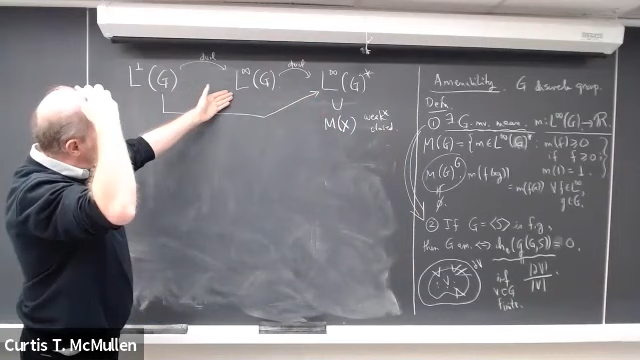 L¹(G) dual L^∞(G) dual L^∞(G)*
∪
M(X) weak* closed.
Amenability. G discrete group.
Defn.
① ∃ G-inv. mean. m: L^∞(G) → ℝ
M(G) = {m ∈ L^∞(G)* : m(f) ≥ 0
if f ≥ 0;
m(1) = 1. }
M(G)^G . m(f∘g)
= m(f) ∀ f ∈ L^∞,
g ∈ G.
② If G = ⟨S⟩ is f.g,
then G am. ⟺ (G,S)) = 0.
V
∂V
inf |∂V|
V⊂G |V|
finite.
Curtis T. McMullen